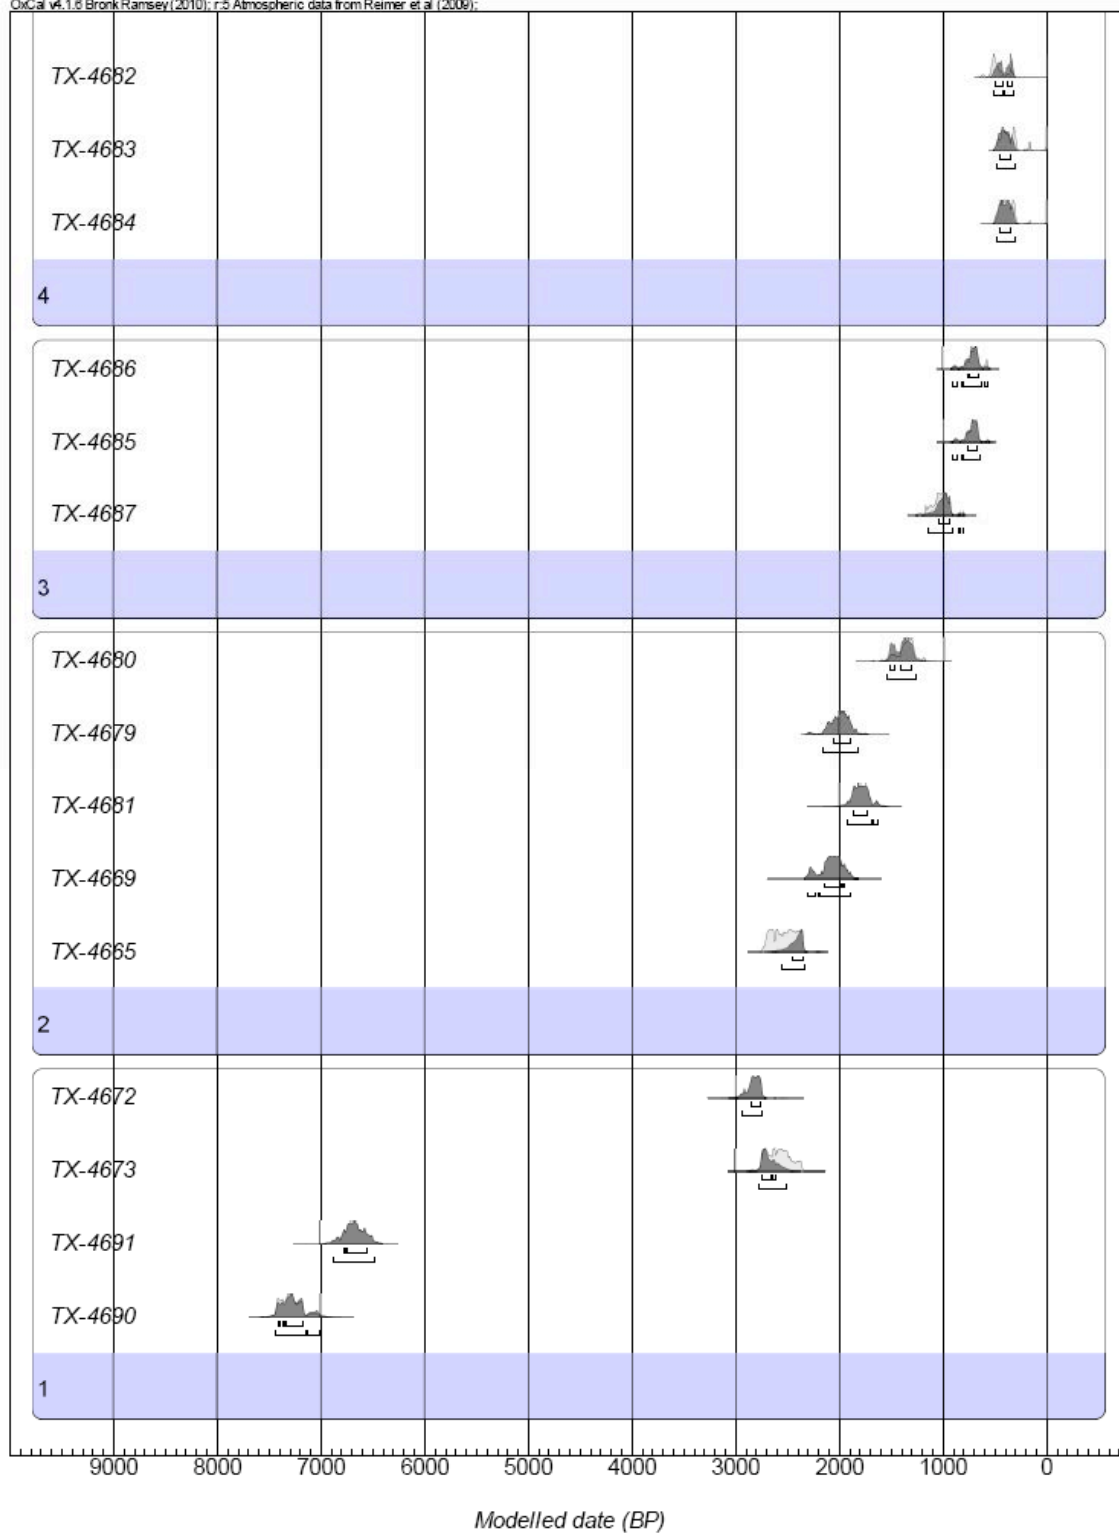 OxCal v4.1.6 Bronk Ramsey (2010); r:5 Atmospheric data from Reimer et al (2009);
TX-4682
TX-4683
TX-4684
4
TX-4686
TX-4685
TX-4687
3
TX-4680
TX-4679
TX-4681
TX-4669
TX-4665
2
TX-4672
TX-4673
TX-4691
TX-4690
1
9000 8000 7000 6000 5000 4000 3000 2000 1000 0
Modelled date (BP)